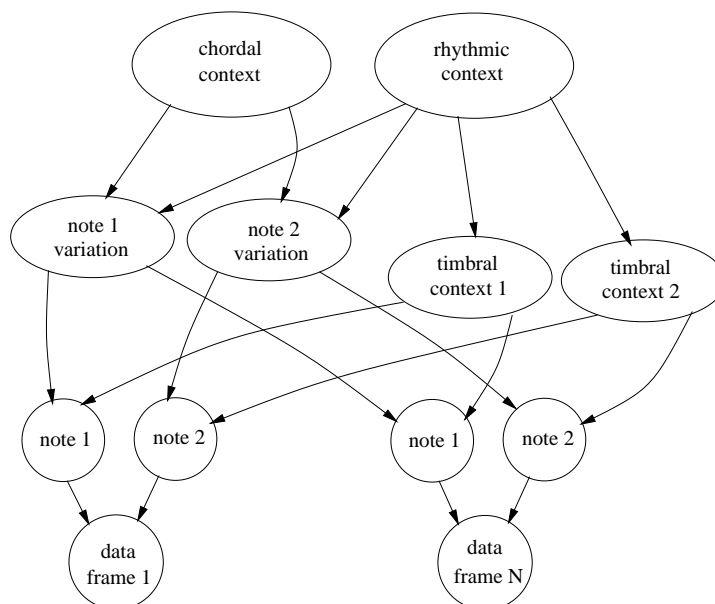 chordal
context
rhythmic
context
note 1
variation
note 2
variation
timbral
context 1
timbral
context 2
note 1
note 2
note 1
note 2
data
frame 1
data
frame N